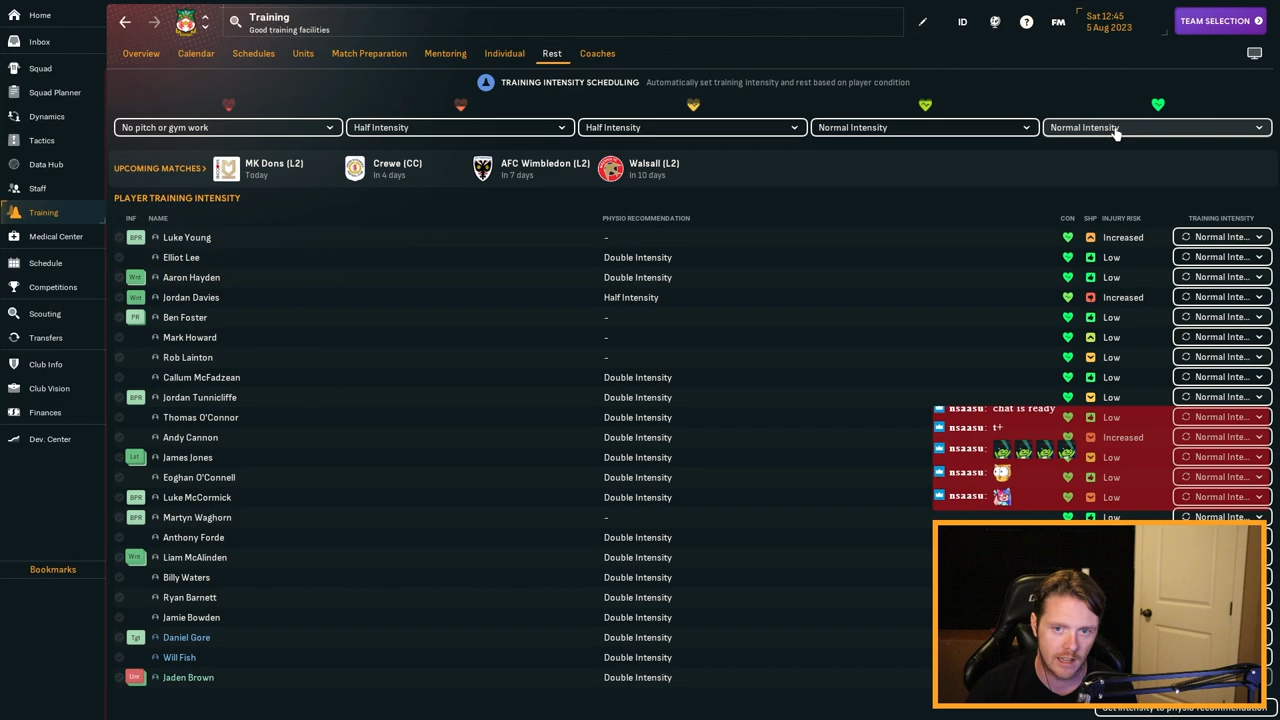 Home
Inbox
Squad
Squad Planner
Dynamics
Tactics
Data Hub
Staff
Training
Medical Center
Schedule
Competitions
Scouting
Transfers
Club Info
Club Vision
Finances
Dev. Center
Bookmarks
Training
Good training facilities
ID
FM
Sat 12:45
5 Aug 2023
TEAM SELECTION
Overview Calendar Schedules Units Match Preparation Mentoring Individual Rest Coaches
TRAINING INTENSITY SCHEDULING Automatically set training intensity and rest based on player condition
No pitch or gym work Half Intensity Half Intensity Normal Intensity Normal Intensity
UPCOMING MATCHES > MK Dons (L2) Crewe (CC) AFC Wimbledon (L2) Walsall (L2)
Today In 4 days In 7 days In 10 days
PLAYER TRAINING INTENSITY
INF NAME PHYSIO RECOMMENDATION CON SHP INJURY RISK TRAINING INTENSITY
BPR Luke Young - Increased Normal Inte...
Elliot Lee Double Intensity Low Normal Inte...
Wnt Aaron Hayden Double Intensity Low Normal Inte...
Wnt Jordan Davies Half Intensity Increased Normal Inte...
PR Ben Foster - Low Normal Inte...
Mark Howard - Low Normal Inte...
Rob Lainton - Low Normal Inte...
Callum McFadzean Double Intensity Low Normal Inte...
BPR Jordan Tunnicliffe Double Intensity Low Normal Inte...
Thomas O'Connor Double Intensity Low Normal Inte...
Andy Cannon Double Intensity Increased Normal Inte...
Lst James Jones Double Intensity Low Normal Inte...
Eoghan O'Connell Double Intensity Low Normal Inte...
BPR Luke McCormick Double Intensity Low Normal Inte...
BPR Martyn Waghorn - Low Normal Inte...
Anthony Forde Double Intensity
Wnt Liam McAlinden Double Intensity
Billy Waters Double Intensity
Ryan Barnett Double Intensity
Jamie Bowden Double Intensity
Tgt Daniel Gore Double Intensity
Will Fish Double Intensity
Unr Jaden Brown Double Intensity
nsaasu: chat is ready
nsaasu: t+
nsaasu:
nsaasu:
nsaasu:
Set intensity to physio recommendation